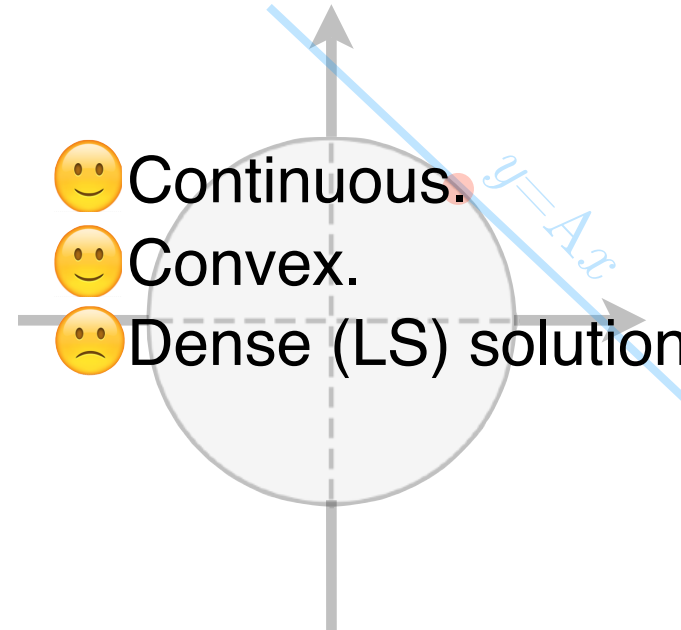 Continuous.
y=Ax
Convex.
Dense (LS) solution